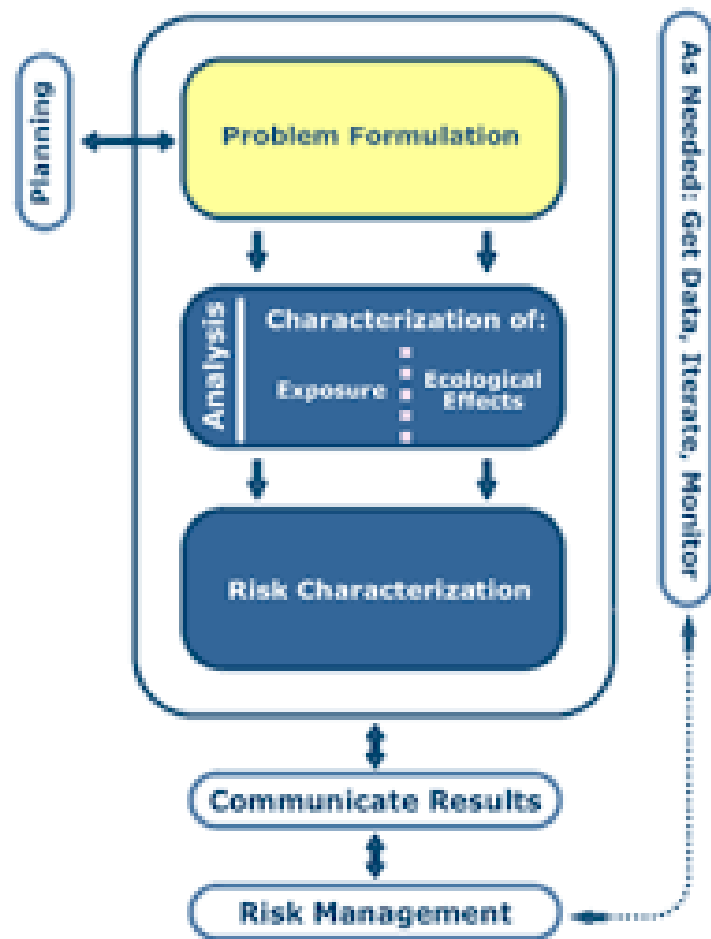 Planning
Problem Formulation
As Needed: Get Data, Iterate, Monitor
Analysis
Characterization of:
Exposure
Ecological
Effects
Risk Characterization
Communicate Results
Risk Management